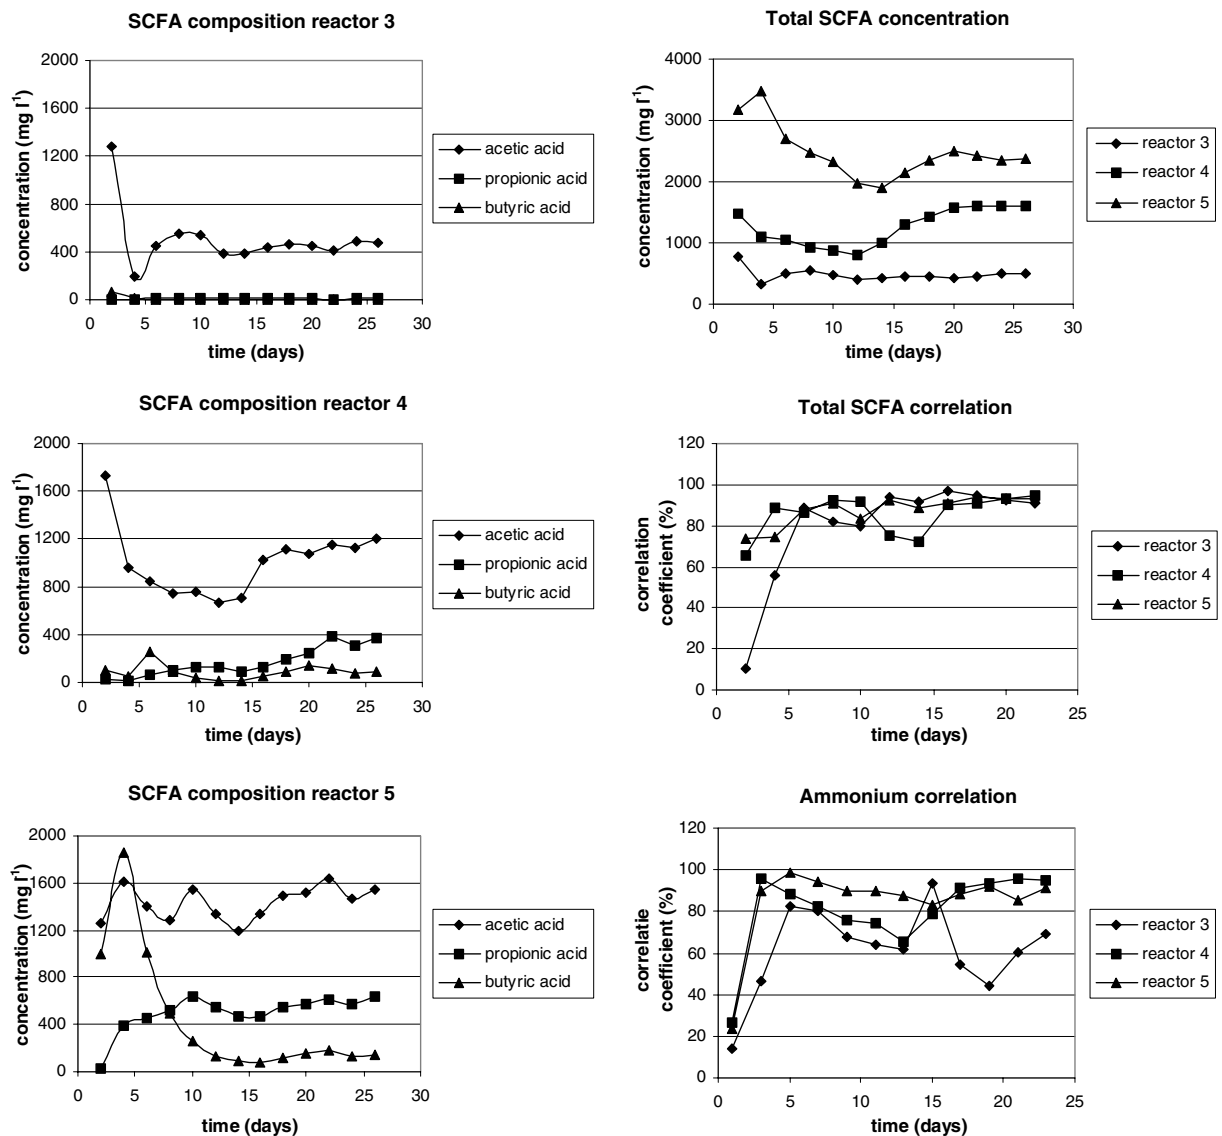 SCFA composition reactor 3
2000
1600
1200
800
400
0
concentration (mg l⁻¹)
0 5 10 15 20 25 30
time (days)
acetic acid
propionic acid
butyric acid
Total SCFA concentration
4000
3000
2000
1000
0
concentration (mg l⁻¹)
0 5 10 15 20 25 30
time (days)
reactor 3
reactor 4
reactor 5
SCFA composition reactor 4
2000
1600
1200
800
400
0
concentration (mg l⁻¹)
0 5 10 15 20 25 30
time (days)
acetic acid
propionic acid
butyric acid
Total SCFA correlation
120
100
80
60
40
20
0
correlation
coefficient (%)
0 5 10 15 20 25
time (days)
reactor 3
reactor 4
reactor 5
SCFA composition reactor 5
2000
1600
1200
800
400
0
concentration (mg l⁻¹)
0 5 10 15 20 25 30
time (days)
acetic acid
propionic acid
butyric acid
Ammonium correlation
120
100
80
60
40
20
0
correlatie
coefficient (%)
0 5 10 15 20 25
time (days)
reactor 3
reactor 4
reactor 5